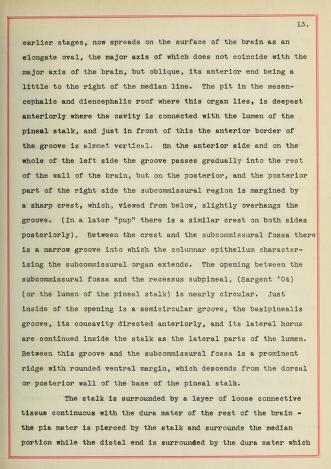 13.
earlier stages, now spreads on the surface of the brain as an
elongate oval, the major axis of which does not coincide with the
major axis of the brain, but oblique, its anterior end being a
little to the right of the median line. The pit in the mesen-
cephalic and diencephalic roof where this organ lies, is deepest
anteriorly where the cavity is connected with the lumen of the
pineal stalk, and just in front of this the anterior border of
the groove is almost vertical. On the anterior side and on the
whole of the left side the groove passes gradually into the rest
of the wall of the brain, but on the posterior, and the posterior
part of the right side the subcommissural region is margined by
a sharp crest, which, viewed from below, slightly overhangs the
groove. (In a later "pup" there is a similar crest on both sides
posteriorly). Between the crest and the subcommissural fossa there
is a narrow groove into which the columnar epithelium character-
ising the subcommissural organ extends. The opening between the
subcommissural fossa and the recessus subpineal, (Sargent '04)
(or the lumen of the pineal stalk) is nearly circular. Just
inside of the opening is a semicircular groove, the basipinealis
groove, its concavity directed anteriorly, and its lateral horns
are continued inside the stalk as the lateral parts of the lumen.
Between this groove and the subcommissural fossa is a prominent
ridge with rounded ventral margin, which descends from the dorsal
or posterior wall of the base of the pineal stalk.
The stalk is surrounded by a layer of loose connective
tissue continuous with the dura mater of the rest of the brain -
the pia mater is pierced by the stalk and surrounds the median
portion while the distal end is surrounded by the dura mater which